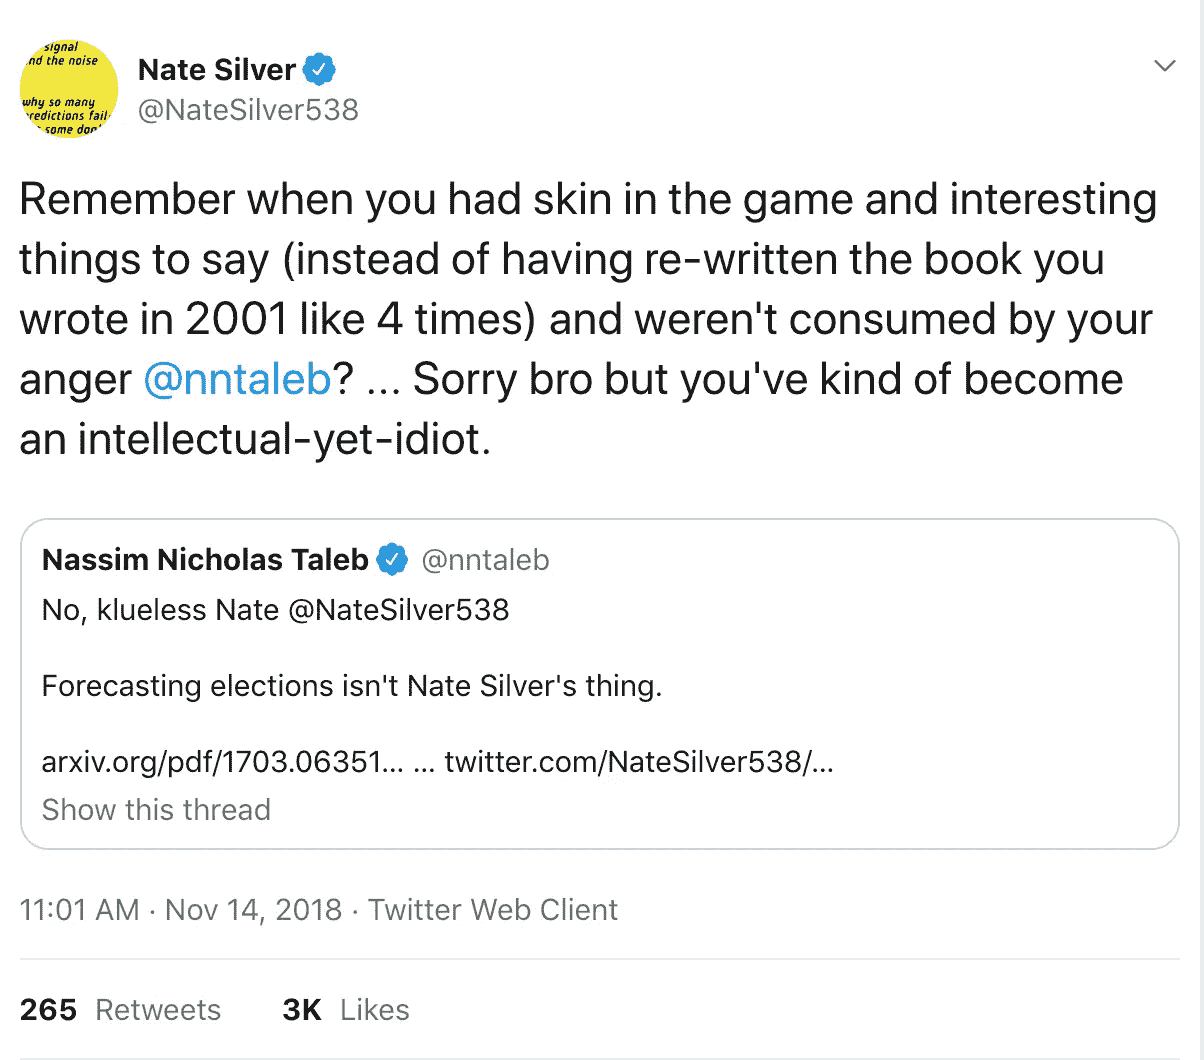 signal
nd the noise
why so many
redictions fail
some don'
Nate Silver
@NateSilver538
Remember when you had skin in the game and interesting
things to say (instead of having re-written the book you
wrote in 2001 like 4 times) and weren't consumed by your
anger @nntaleb? ... Sorry bro but you've kind of become
an intellectual-yet-idiot.
Nassim Nicholas Taleb @nntaleb
No, klueless Nate @NateSilver538
Forecasting elections isn't Nate Silver's thing.
arxiv.org/pdf/1703.06351... ... twitter.com/NateSilver538/...
Show this thread
11:01 AM · Nov 14, 2018 · Twitter Web Client
265 Retweets 3K Likes